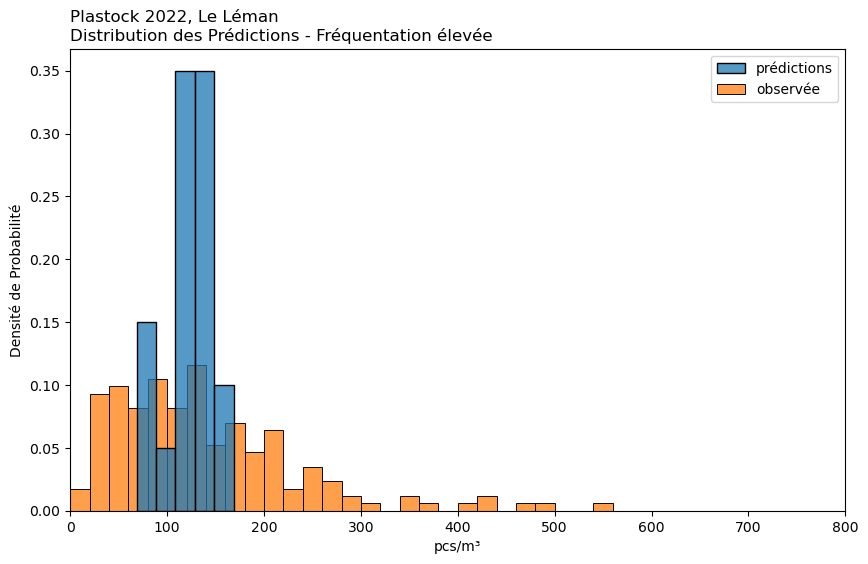 Plastock 2022, Le Léman
Distribution des Prédictions - Fréquentation élevée
prédictions
observée
Densité de Probabilité
0.35
0.30
0.25
0.20
0.15
0.10
0.05
0.00
0 100 200 300 400 500 600 700 800
pcs/m³